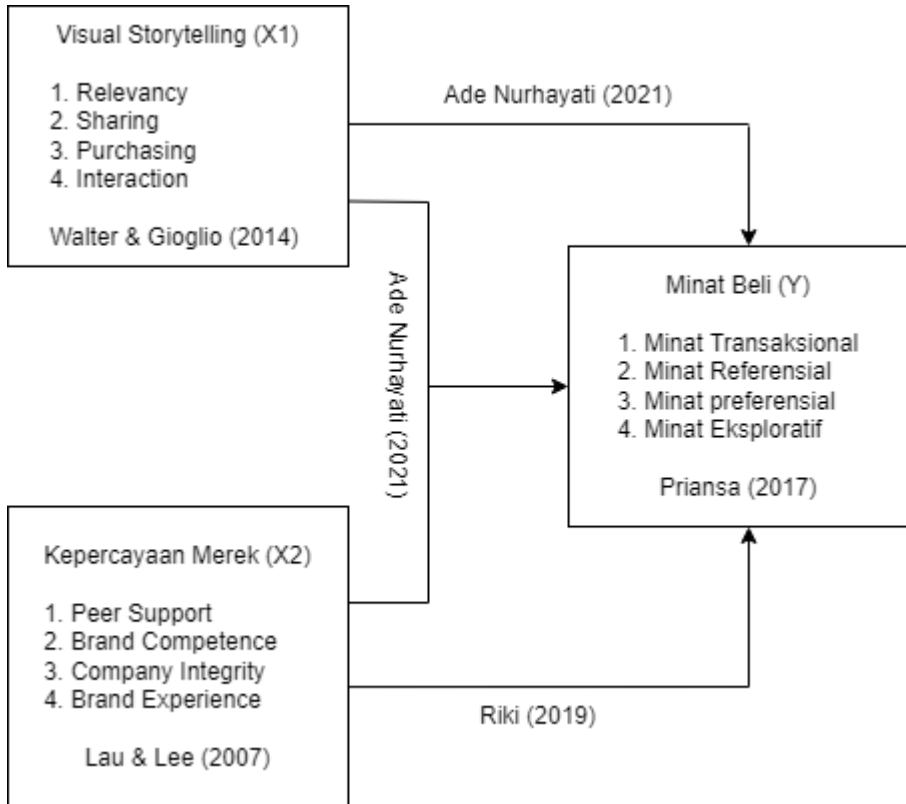 Visual Storytelling (X1)
1. Relevancy
2. Sharing
3. Purchasing
4. Interaction
Walter & Gioglio (2014)
Ade Nurhayati (2021)
Ade Nurhayati (2021)
Minat Beli (Y)
1. Minat Transaksional
2. Minat Referensial
3. Minat preferensial
4. Minat Eksploratif
Priansa (2017)
Kepercayaan Merek (X2)
1. Peer Support
2. Brand Competence
3. Company Integrity
4. Brand Experience
Lau & Lee (2007)
Riki (2019)